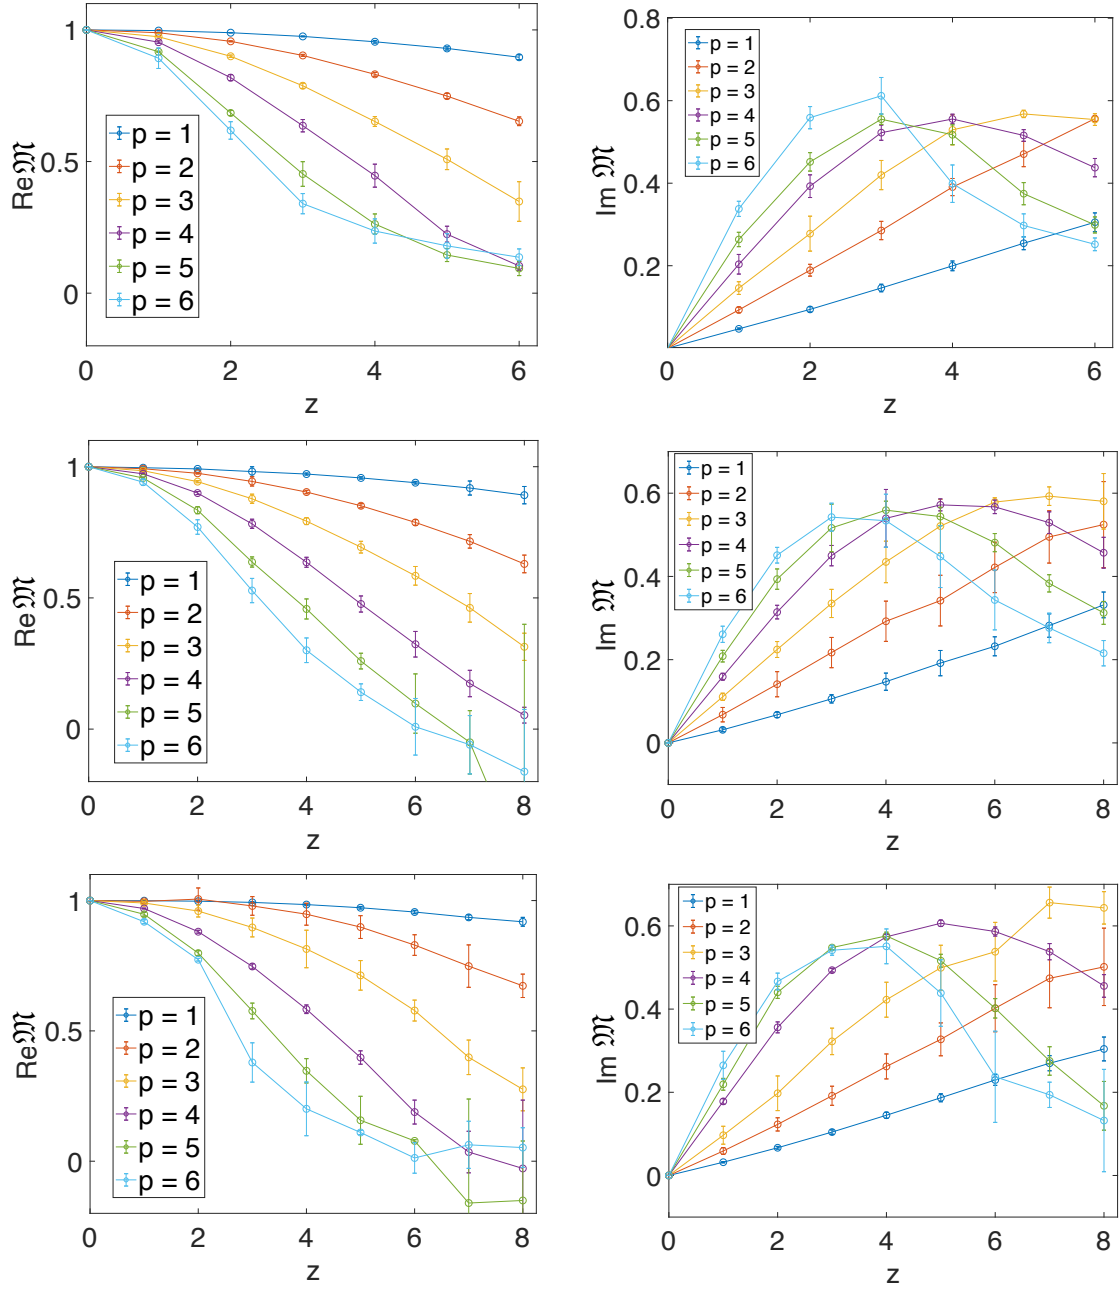 1
0.5
0
Re𝔐
p = 1
p = 2
p = 3
p = 4
p = 5
p = 6
0
2
4
6
z
0.8
0.6
0.4
0.2
Im 𝔐
p = 1
p = 2
p = 3
p = 4
p = 5
p = 6
0
2
4
6
z
1
0.5
0
Re𝔐
p = 1
p = 2
p = 3
p = 4
p = 5
p = 6
0
2
4
6
8
z
0.6
0.4
0.2
0
Im 𝔐
p = 1
p = 2
p = 3
p = 4
p = 5
p = 6
0
2
4
6
8
z
1
0.5
0
Re𝔐
p = 1
p = 2
p = 3
p = 4
p = 5
p = 6
0
2
4
6
8
z
0.6
0.4
0.2
0
Im 𝔐
p = 1
p = 2
p = 3
p = 4
p = 5
p = 6
0
2
4
6
8
z